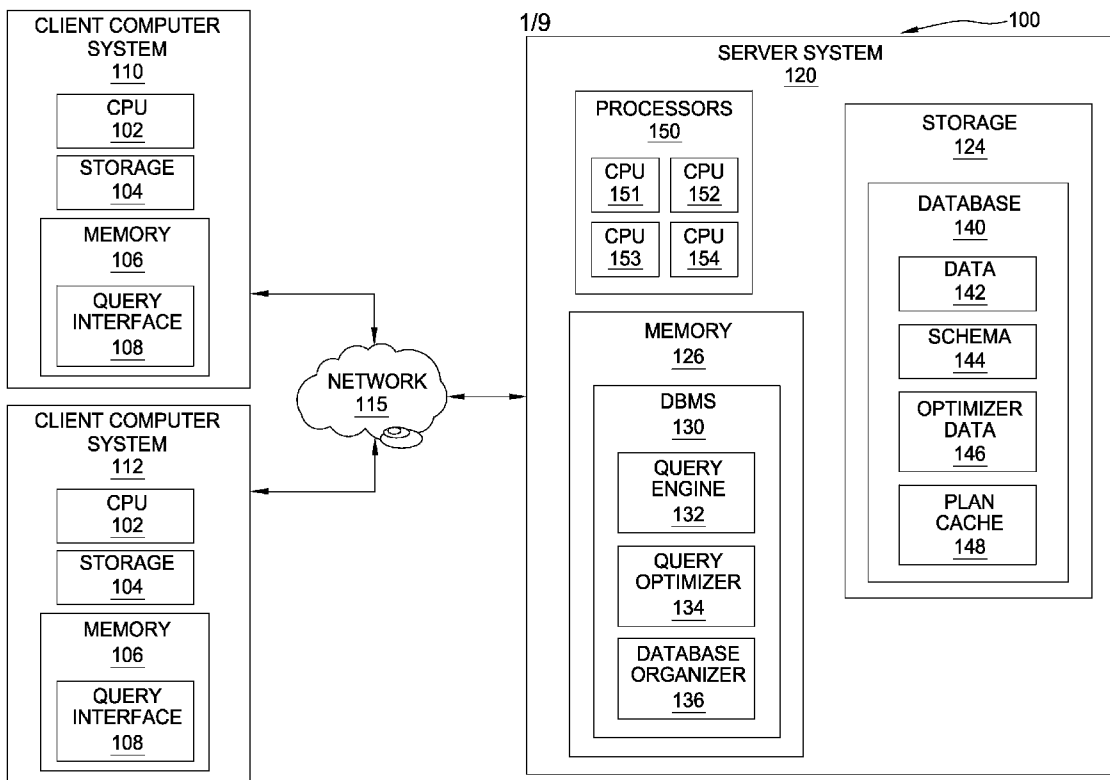 1/9
100
CLIENT COMPUTER
SYSTEM
110
CPU
102
STORAGE
104
MEMORY
106
QUERY
INTERFACE
108
CLIENT COMPUTER
SYSTEM
112
CPU
102
STORAGE
104
MEMORY
106
QUERY
INTERFACE
108
NETWORK
115
SERVER SYSTEM
120
PROCESSORS
150
CPU
151
CPU
152
CPU
153
CPU
154
MEMORY
126
DBMS
130
QUERY
ENGINE
132
QUERY
OPTIMIZER
134
DATABASE
ORGANIZER
136
STORAGE
124
DATABASE
140
DATA
142
SCHEMA
144
OPTIMIZER
DATA
146
PLAN
CACHE
148